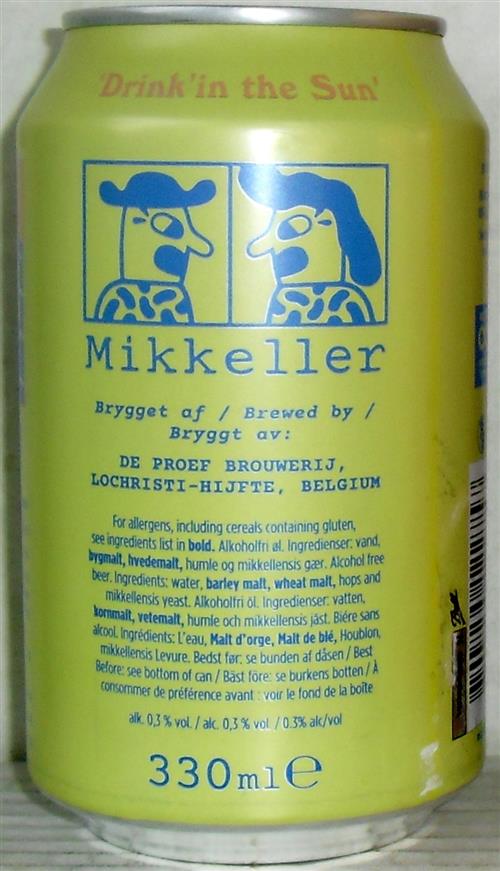 'Drink'in the Sun'
Mikkeller
Brygget af / Brewed by /
Bryggt av:
DE PROEF BROUWERIJ,
LOCHRISTI-HIJFTE, BELGIUM
For allergens, including cereals containing gluten,
see ingredients list in bold. Alkoholfri øl. Ingredienser: vand,
bygmalt, hvedemalt, humle og mikkellensis gær. Alcohol free
beer. Ingredients: water, barley malt, wheat malt, hops and
mikkellensis yeast. Alkoholfri öl. Ingredienser: vatten,
kornmalt, vetemalt, humle och mikkellensis jäst. Biére sans
alcool. Ingrédients: L'eau, Malt d'orge, Malt de blé, Houblon,
mikkellensis Levure. Bedst før: se bunden af dåsen / Best
Before: see bottom of can / Bäst före: se burkens botten / À
consommer de préférence avant : voir le fond de la boîte
alk. 0,3 % vol. / alc. 0,3 % vol / 0.3% alc/vol
330ml℮